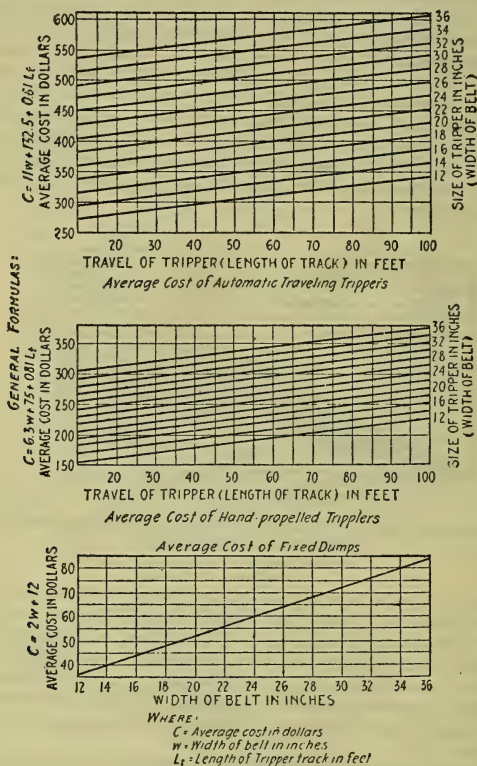 GENERAL FORMULAS:
C = 11w + 132.5 + 0.61 Lt
AVERAGE COST IN DOLLARS
600
550
500
450
400
350
300
250
36
34
32
30
28
26
24
22
20
18
16
14
12
SIZE OF TRIPPER IN INCHES
(WIDTH OF BELT)
20 30 40 50 60 70 80 90 100
TRAVEL OF TRIPPER (LENGTH OF TRACK) IN FEET
Average Cost of Automatic Traveling Trippers
C = 6.3w + 75 + 0.81 Lt
AVERAGE COST IN DOLLARS
350
300
250
200
150
36
32
28
24
20
16
12
SIZE OF TRIPPER IN INCHES
(WIDTH OF BELT)
20 30 40 50 60 70 80 90 100
TRAVEL OF TRIPPER (LENGTH OF TRACK) IN FEET
Average Cost of Hand-propelled Tripplers
Average Cost of Fixed Dumps
C = 2w + 12
AVERAGE COST IN DOLLARS
80
70
60
50
40
12 14 16 18 20 22 24 26 28 30 32 34 36
WIDTH OF BELT IN INCHES
WHERE:
C = Average cost in dollars
w = Width of belt in inches
Lt = Length of Tripper track in feet